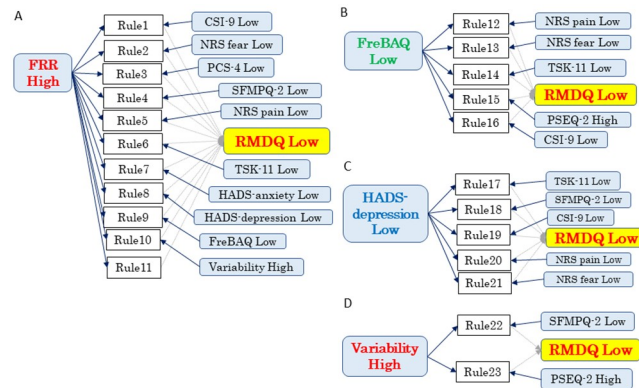 A
FRR
High
Rule1
Rule2
Rule3
Rule4
Rule5
Rule6
Rule7
Rule8
Rule9
Rule10
Rule11
CSI-9 Low
NRS fear Low
PCS-4 Low
SFMPQ-2 Low
NRS pain Low
RMDQ Low
TSK-11 Low
HADS-anxiety Low
HADS-depression Low
FreBAQ Low
Variability High
B
FreBAQ
Low
Rule12
Rule13
Rule14
Rule15
Rule16
NRS pain Low
NRS fear Low
TSK-11 Low
RMDQ Low
PSEQ-2 High
CSI-9 Low
C
HADS-
depression
Low
Rule17
Rule18
Rule19
Rule20
Rule21
TSK-11 Low
SFMPQ-2 Low
CSI-9 Low
RMDQ Low
NRS pain Low
NRS fear Low
D
Variability
High
Rule22
Rule23
SFMPQ-2 Low
RMDQ Low
PSEQ-2 High